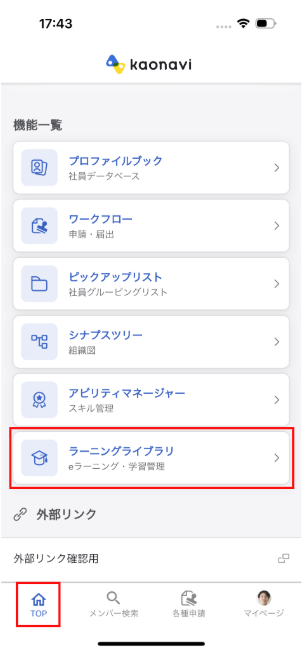 17:43
kaonavi
機能一覧
プロファイルブック
社員データベース
ワークフロー
申請・届出
ピックアップリスト
社員グルーピングリスト
シナプスツリー
組織図
アビリティマネージャー
スキル管理
ラーニングライブラリ
eラーニング・学習管理
外部リンク
外部リンク確認用
TOP
メンバー検索
各種申請
マイページ